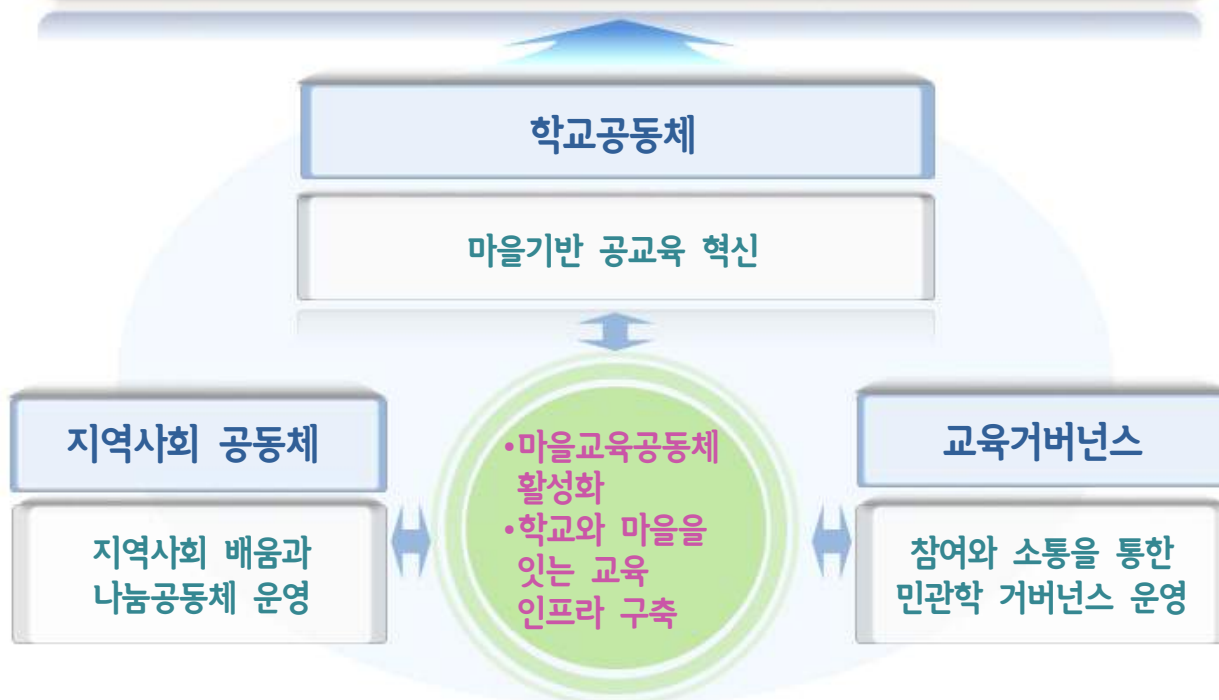 학교공동체
마을기반 공교육 혁신
지역사회 공동체
지역사회 배움과
나눔공동체 운영
•마을교육공동체
활성화
•학교와 마을을
잇는 교육
인프라 구축
교육거버넌스
참여와 소통을 통한
민관학 거버넌스 운영